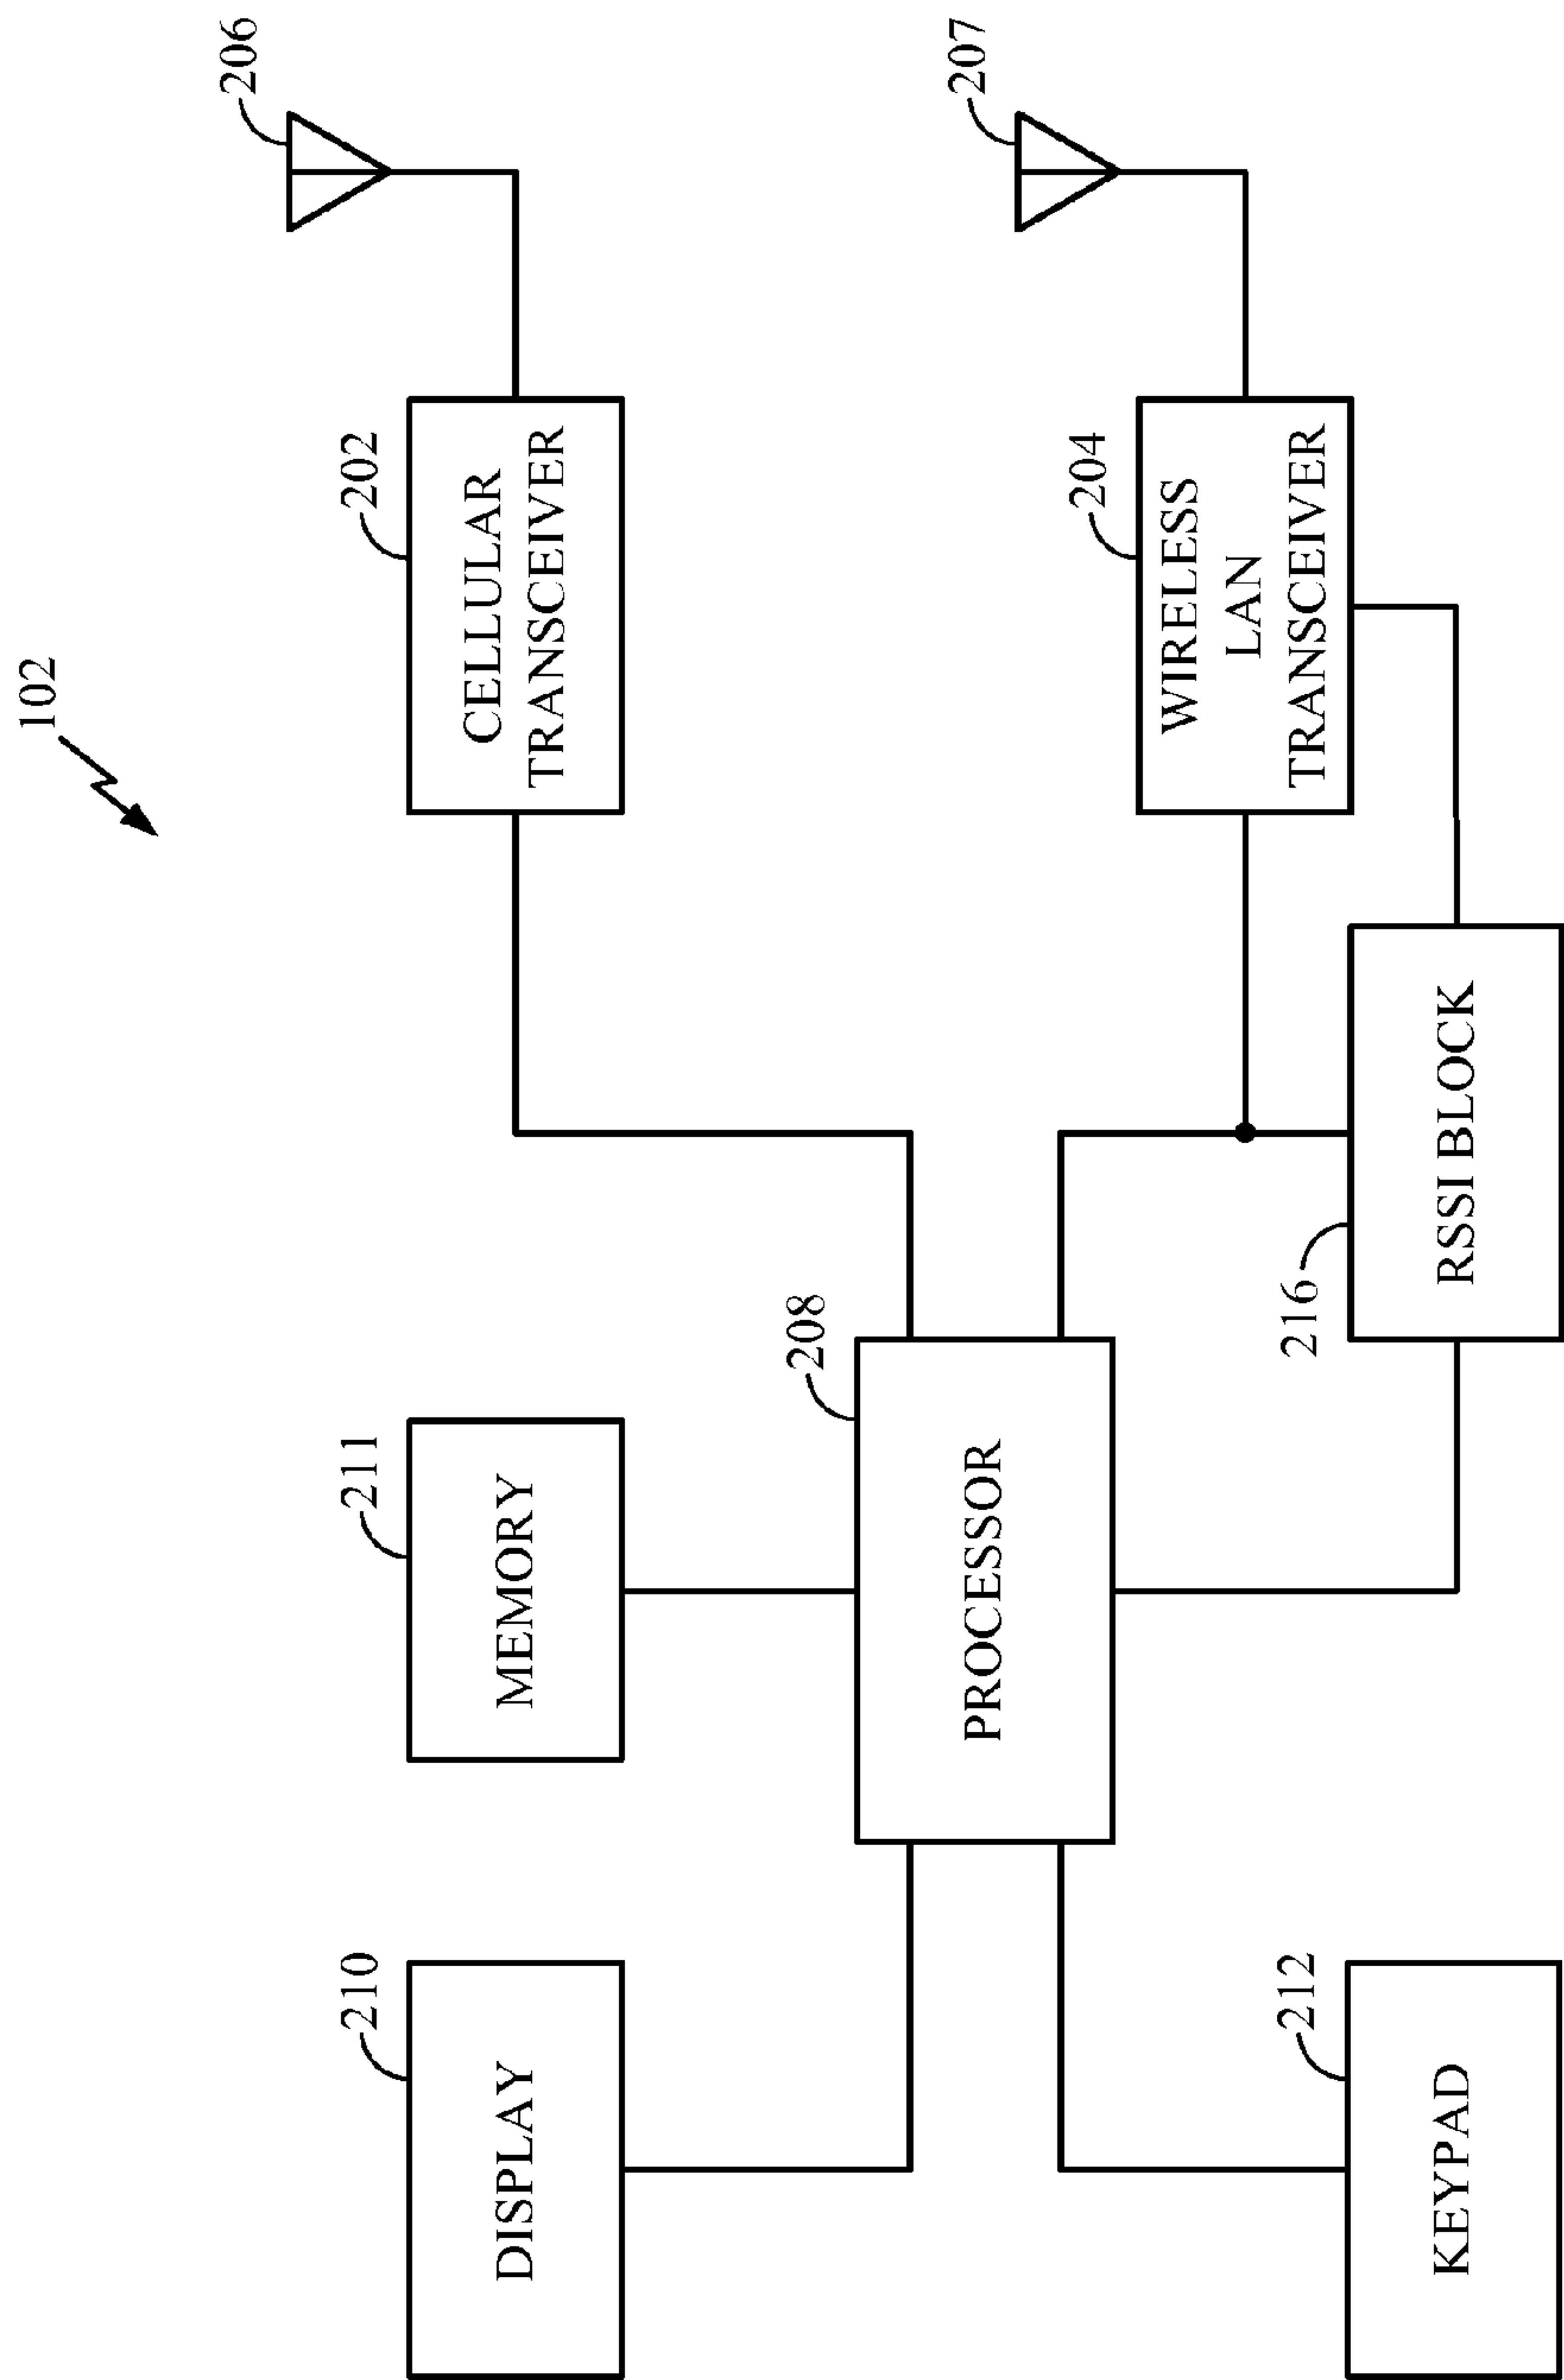 102
206
202
CELLULAR
TRANSCEIVER
211
MEMORY
210
DISPLAY
208
PROCESSOR
207
204
WIRELESS
LAN
TRANSCEIVER
216
RSSI BLOCK
212
KEYPAD